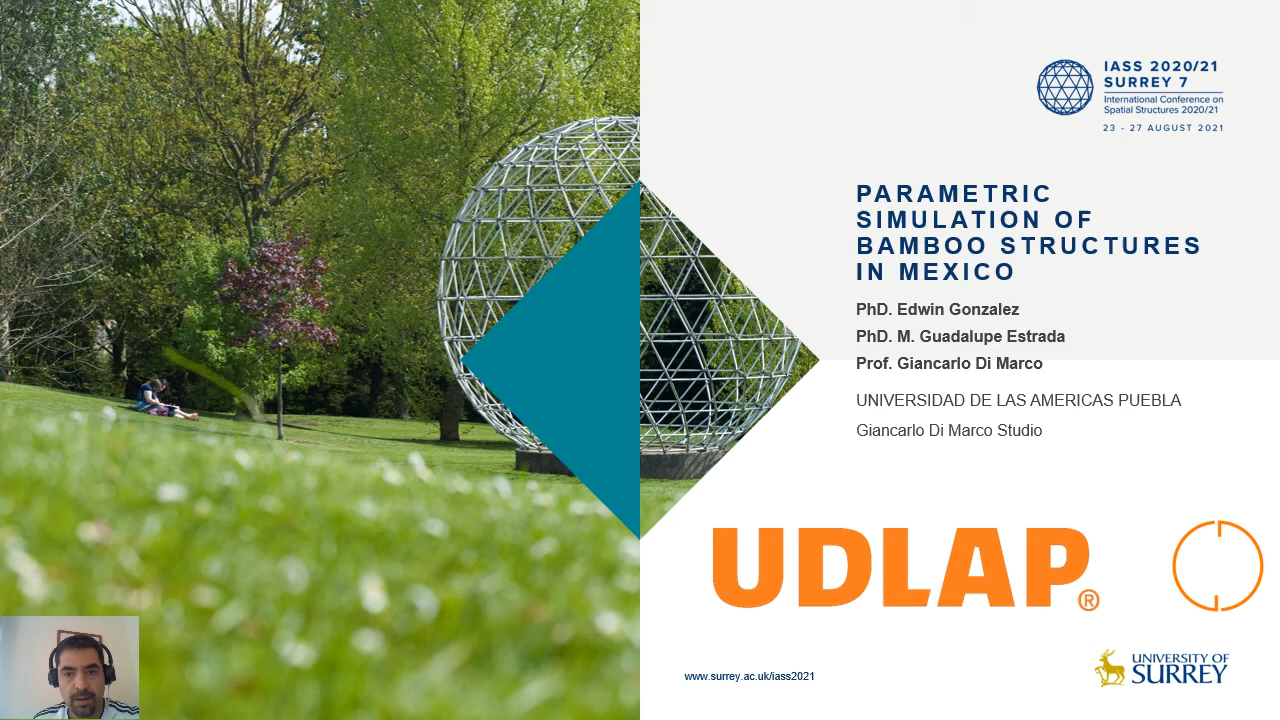 IASS 2020/21
SURREY 7
International Conference on
Spatial Structures 2020/21
23 - 27 AUGUST 2021
PARAMETRIC
SIMULATION OF
BAMBOO STRUCTURES
IN MEXICO
PhD. Edwin Gonzalez
PhD. M. Guadalupe Estrada
Prof. Giancarlo Di Marco
UNIVERSIDAD DE LAS AMERICAS PUEBLA
Giancarlo Di Marco Studio
UDLAP®
www.surrey.ac.uk/iass2021
UNIVERSITY OF
SURREY